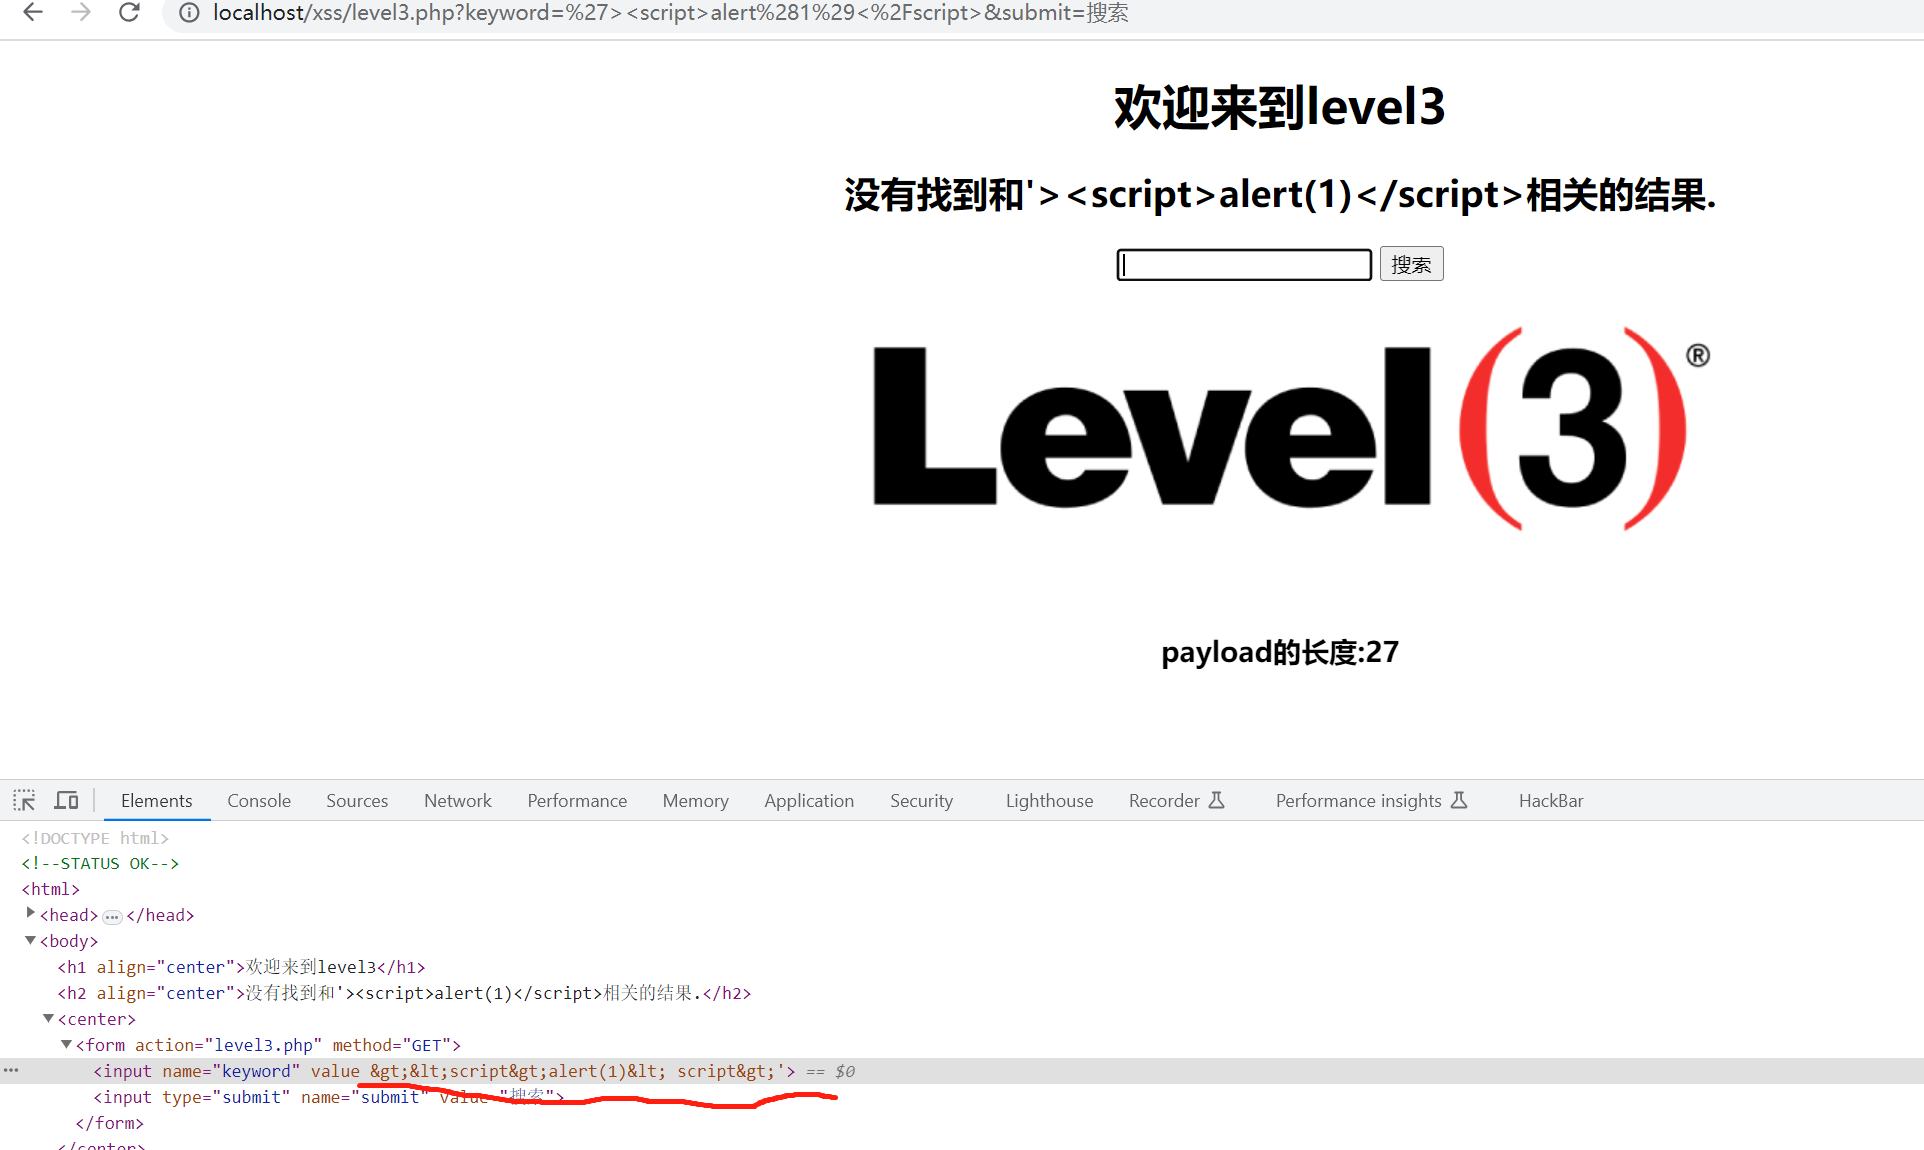 localhost/xss/level3.php?keyword=%27><script>alert%281%29<%2Fscript>&submit=搜索
欢迎来到level3
没有找到和'><script>alert(1)</script>相关的结果.
搜索
Level(3)®
payload的长度:27
Elements Console Sources Network Performance Memory Application Security Lighthouse Recorder Performance insights HackBar
<!DOCTYPE html>
<!--STATUS OK-->
<html>
<head>…</head>
<body>
<h1 align="center">欢迎来到level3</h1>
<h2 align="center">没有找到和'><script>alert(1)</script>相关的结果.</h2>
<center>
<form action="level3.php" method="GET">
<input name="keyword" value &gt;&lt;script&gt;alert(1)&lt; script&gt;'> == $0
<input type="submit" name="submit" value="搜索">
</form>
</center>